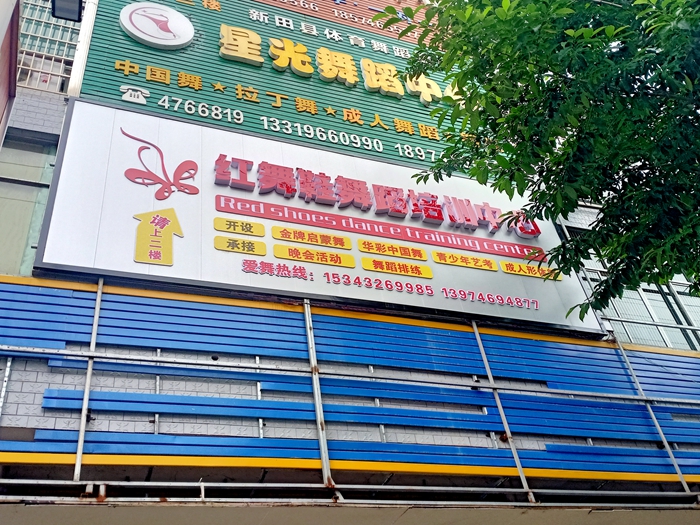 二楼
新田县体育舞蹈
星光舞蹈中
中国舞★拉丁舞★成人舞蹈
☎4766819 13319660990 1897
红舞鞋舞蹈培训中心
Red shoes dance training center
请上二楼
开设 金牌启蒙舞 华彩中国舞 青少年艺考 成人形体
承接 晚会活动 舞蹈排练
爱舞热线：15343269985 13974694877